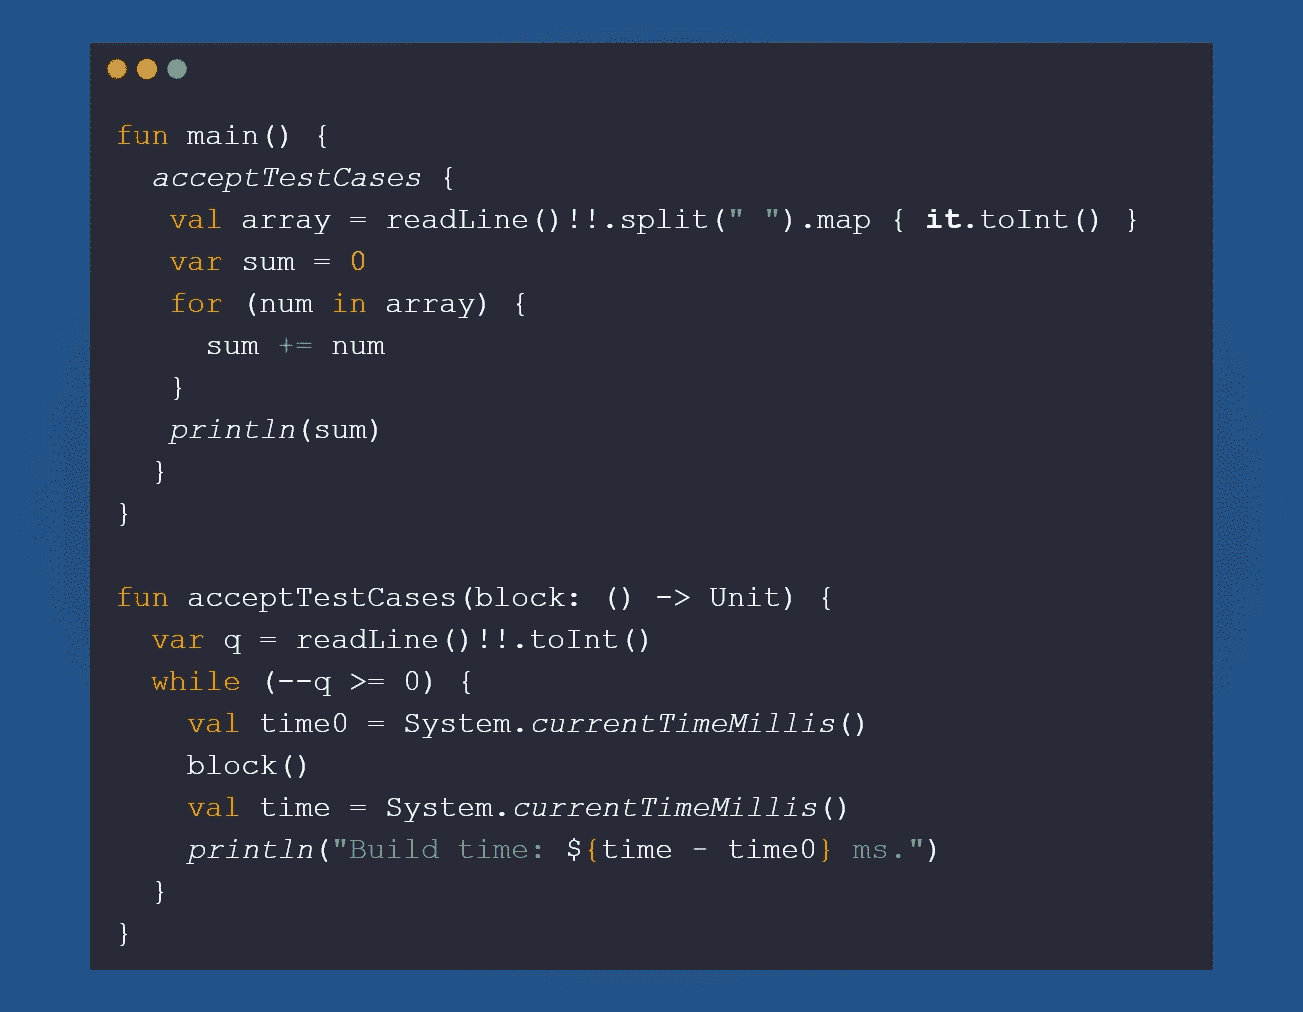 fun main() {
  acceptTestCases {
   val array = readLine()!!.split(" ").map { it.toInt() }
   var sum = 0
   for (num in array) {
     sum += num
   }
   println(sum)
  }
}

fun acceptTestCases(block: () -> Unit) {
  var q = readLine()!!.toInt()
  while (--q >= 0) {
    val time0 = System.currentTimeMillis()
    block()
    val time = System.currentTimeMillis()
    println("Build time: ${time - time0} ms.")
  }
}